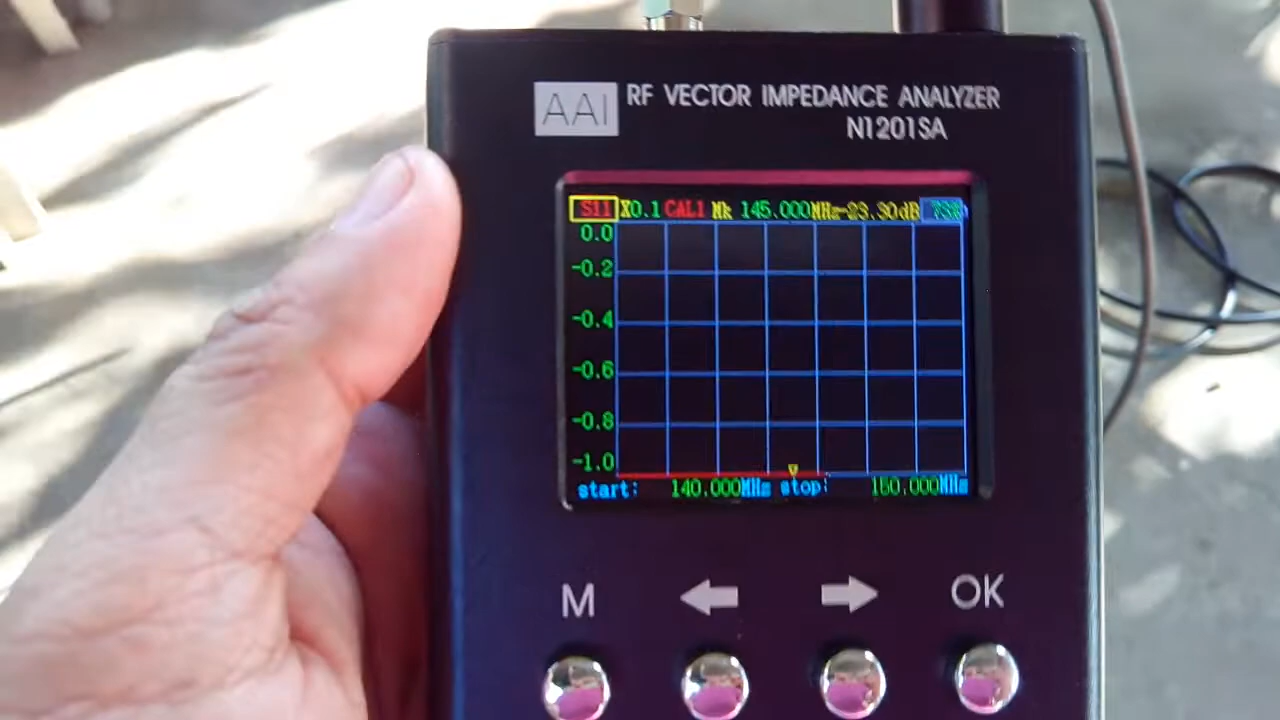 AAI RF VECTOR IMPEDANCE ANALYZER
N1201SA
S11 X0.1 CAL1 Mk 145.000MHz-23.30dB
0.0
-0.2
-0.4
-0.6
-0.8
-1.0
start: 140.000MHz stop: 150.000MHz
M OK